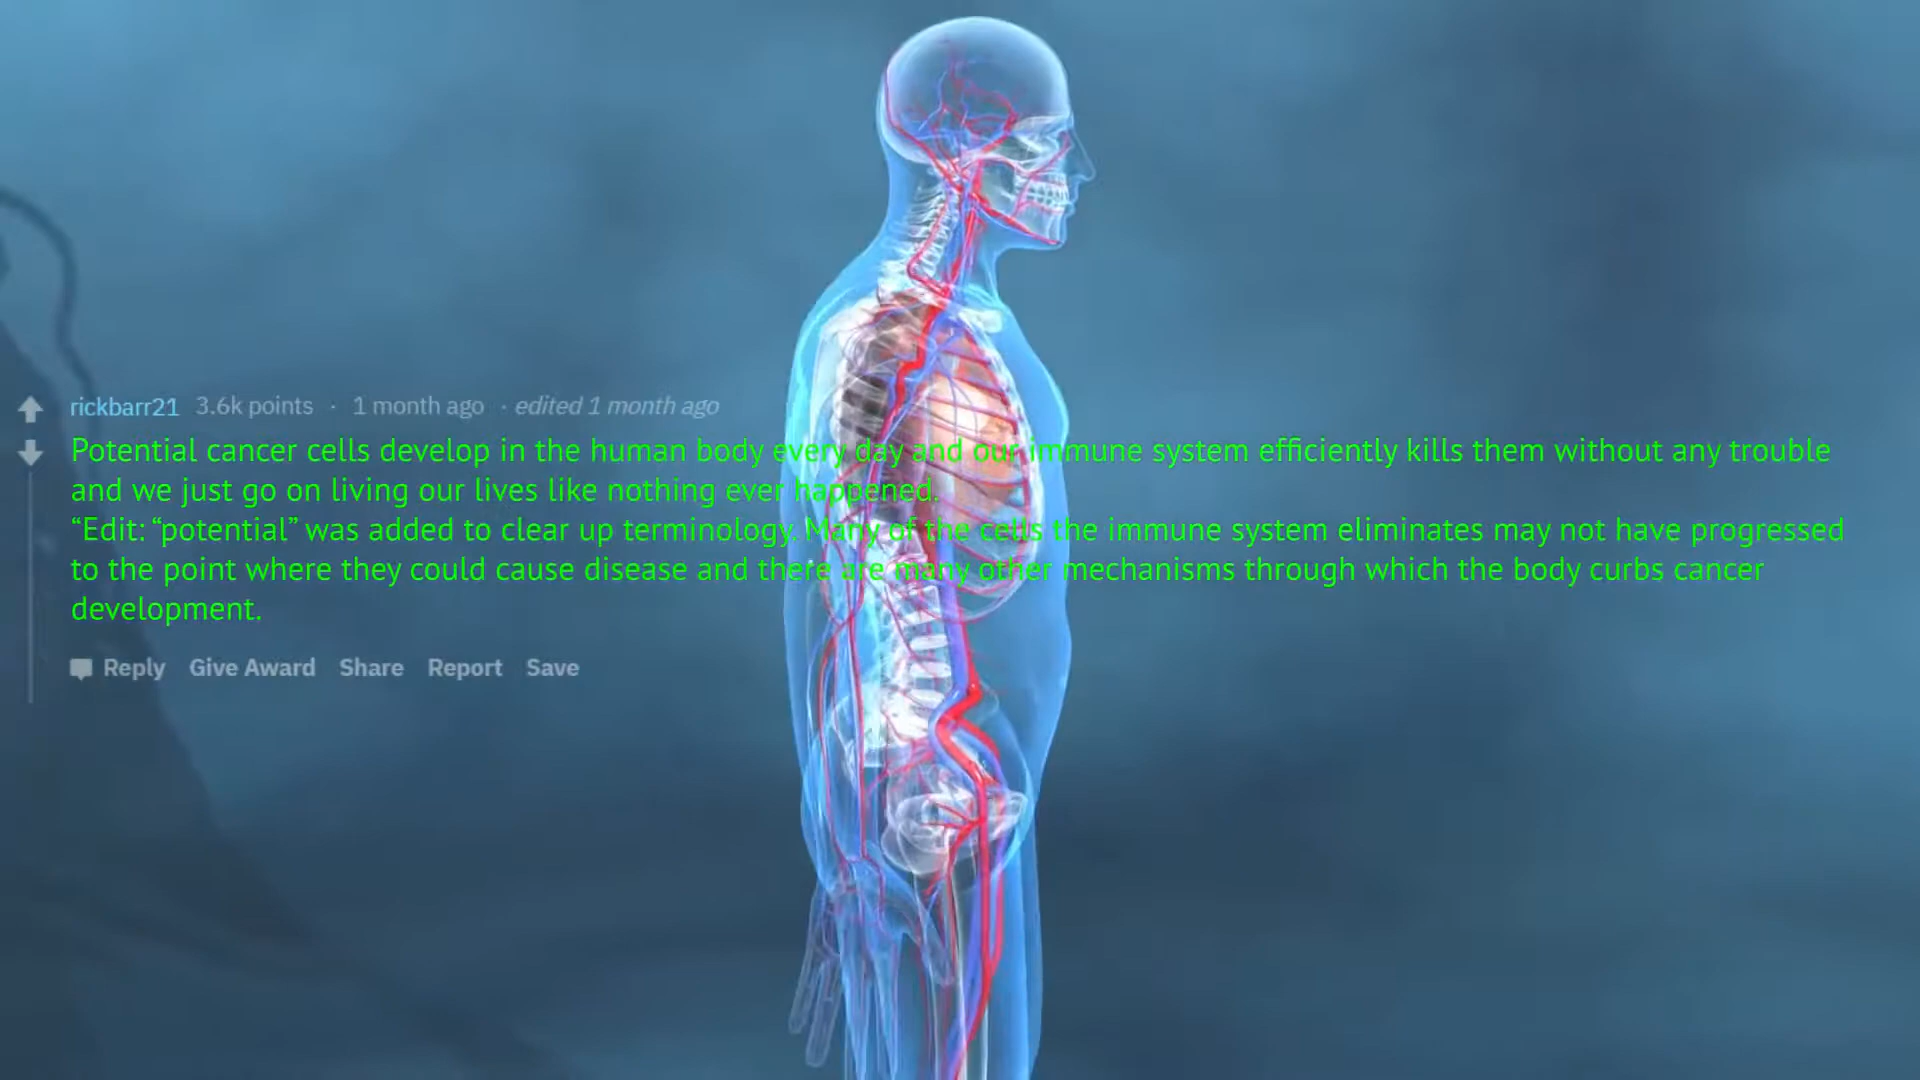 rickbarr21 3.6k points · 1 month ago · edited 1 month ago
Potential cancer cells develop in the human body every day and our immune system efficiently kills them without any trouble
and we just go on living our lives like nothing ever happened.
“Edit: “potential” was added to clear up terminology. Many of the cells the immune system eliminates may not have progressed
to the point where they could cause disease and there are many other mechanisms through which the body curbs cancer
development.
Reply Give Award Share Report Save